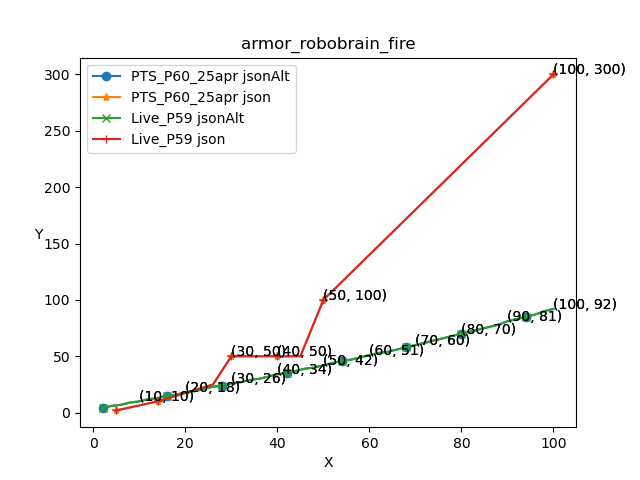 armor_robobrain_fire
PTS_P60_25apr jsonAlt
PTS_P60_25apr json
Live_P59 jsonAlt
Live_P59 json
(100, 300)
(50, 100)
(100, 92)
(90, 81)
(80, 70)
(70, 60)
(60, 51)
(50, 42)
(30, 50)
(40, 50)
(40, 34)
(30, 26)
(20, 18)
(10, 10)
Y
300
250
200
150
100
50
0
0 20 40 60 80 100
X